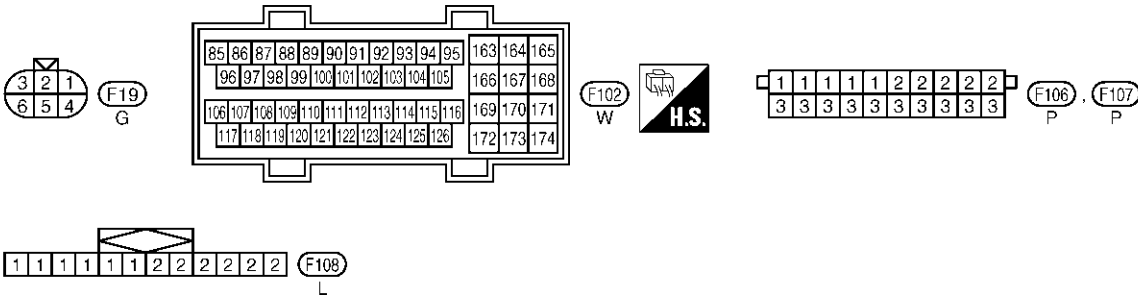 3 2 1
6 5 4
F19
G
85 86 87 88 89 90 91 92 93 94 95
96 97 98 99 100 101 102 103 104 105
106 107 108 109 110 111 112 113 114 115 116
117 118 119 120 121 122 123 124 125 126
163 164 165
166 167 168
169 170 171
172 173 174
F102
W
H.S.
1 1 1 1 1 2 2 2 2 2
3 3 3 3 3 3 3 3 3 3
F106 , F107
P P
1 1 1 1 1 1 2 2 2 2 2 2
F108
L